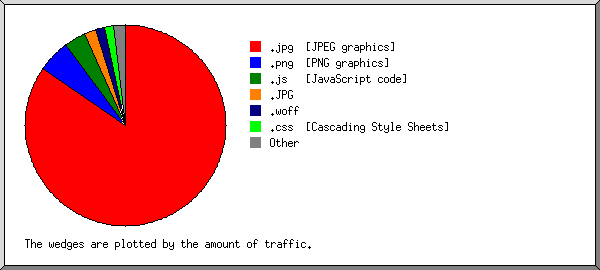 .jpg [JPEG graphics]
.png [PNG graphics]
.js [JavaScript code]
.JPG
.woff
.css [Cascading Style Sheets]
Other
The wedges are plotted by the amount of traffic.